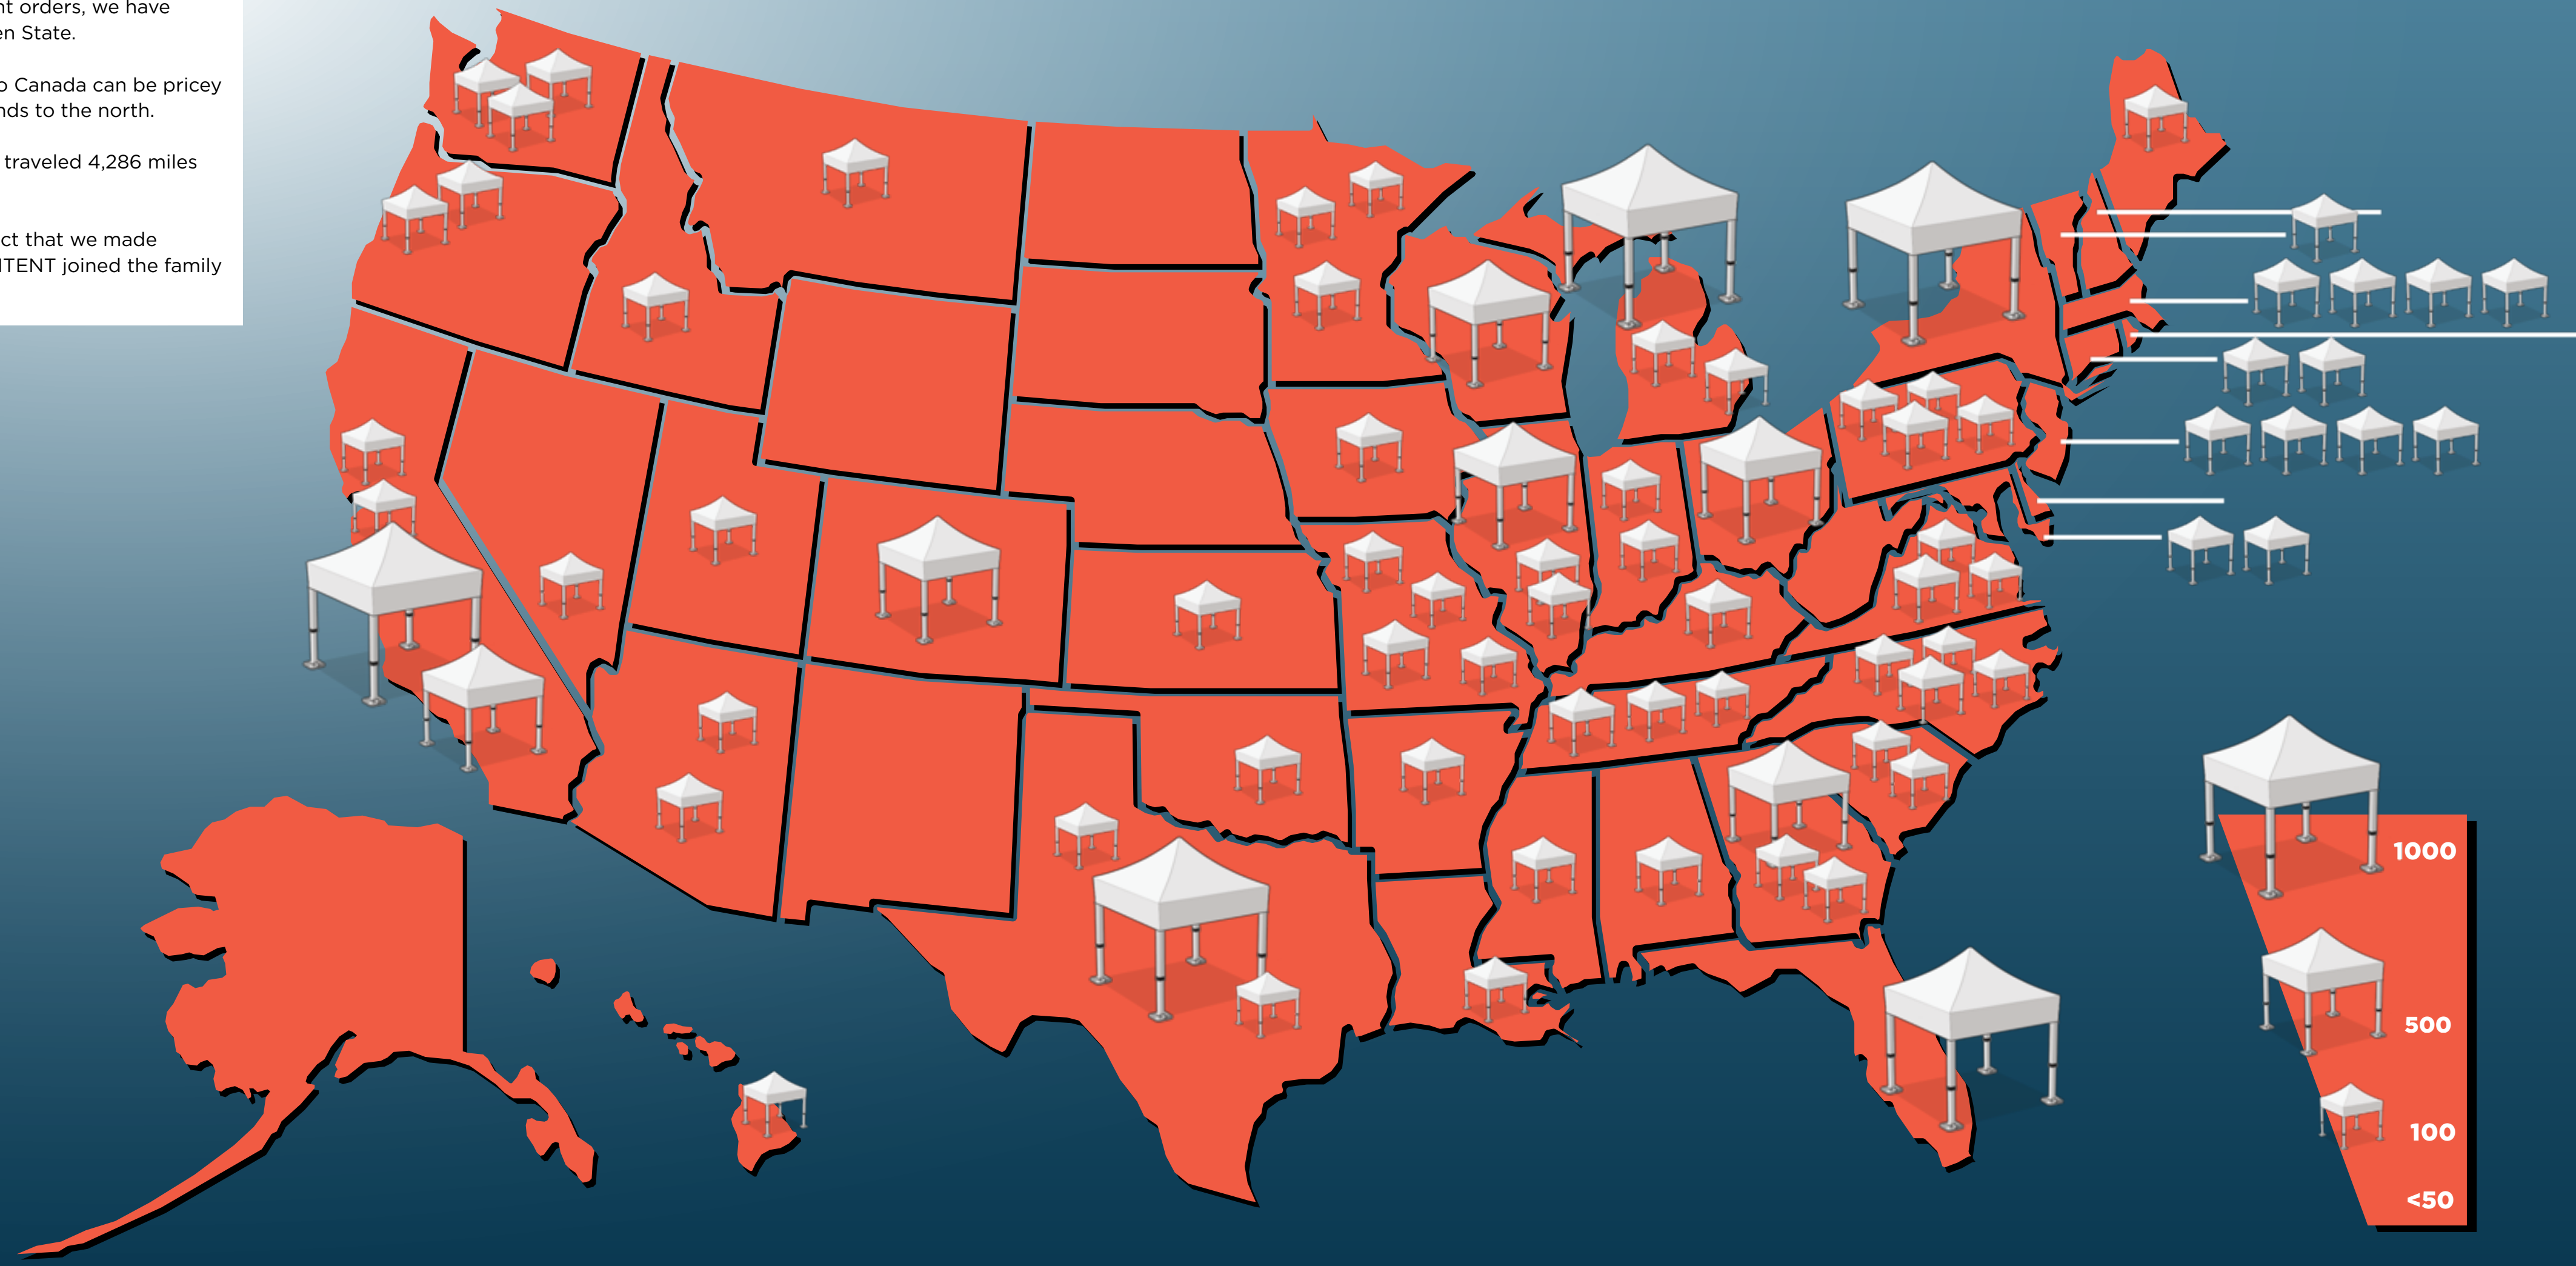 nt orders, we have
en State.
o Canada can be pricey
nds to the north.
traveled 4,286 miles
ct that we made
ITENT joined the family
1000
500
100
<50